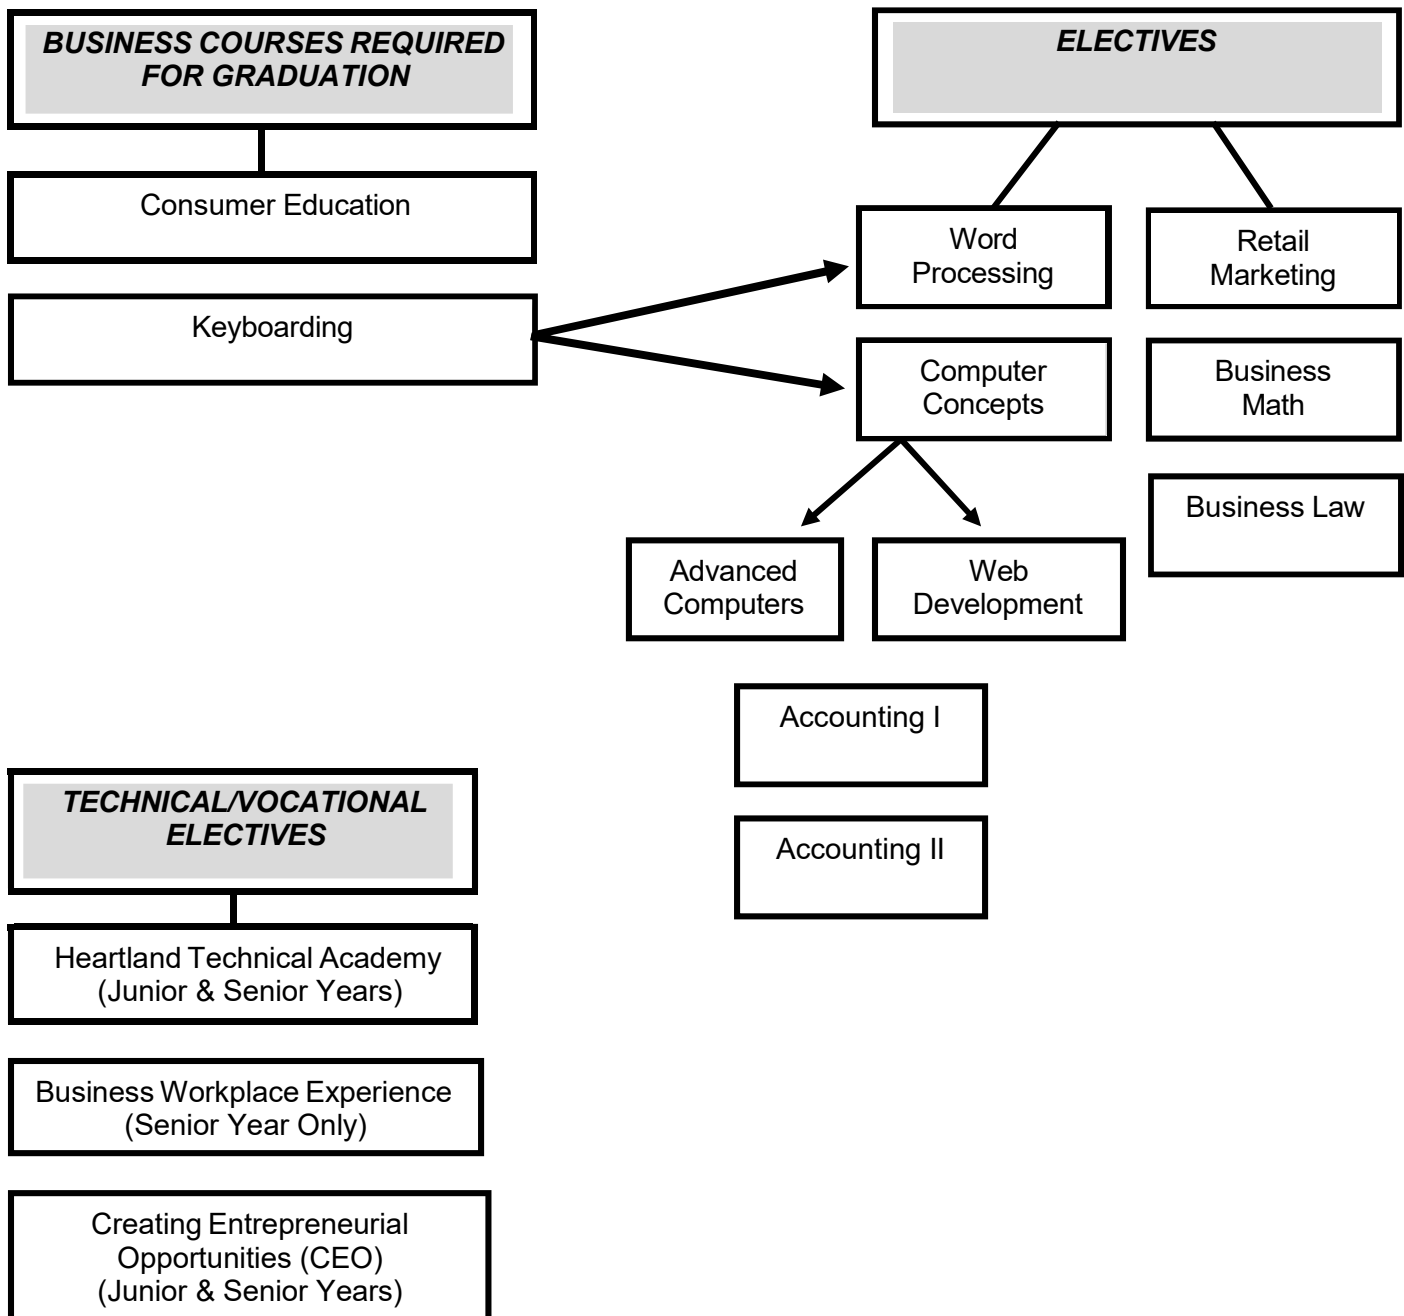 BUSINESS COURSES REQUIRED
FOR GRADUATION
Consumer Education
Keyboarding
ELECTIVES
Word
Processing
Retail
Marketing
Computer
Concepts
Business
Math
Business Law
Advanced
Computers
Web
Development
Accounting I
Accounting II
TECHNICAL/VOCATIONAL
ELECTIVES
Heartland Technical Academy
(Junior & Senior Years)
Business Workplace Experience
(Senior Year Only)
Creating Entrepreneurial
Opportunities (CEO)
(Junior & Senior Years)